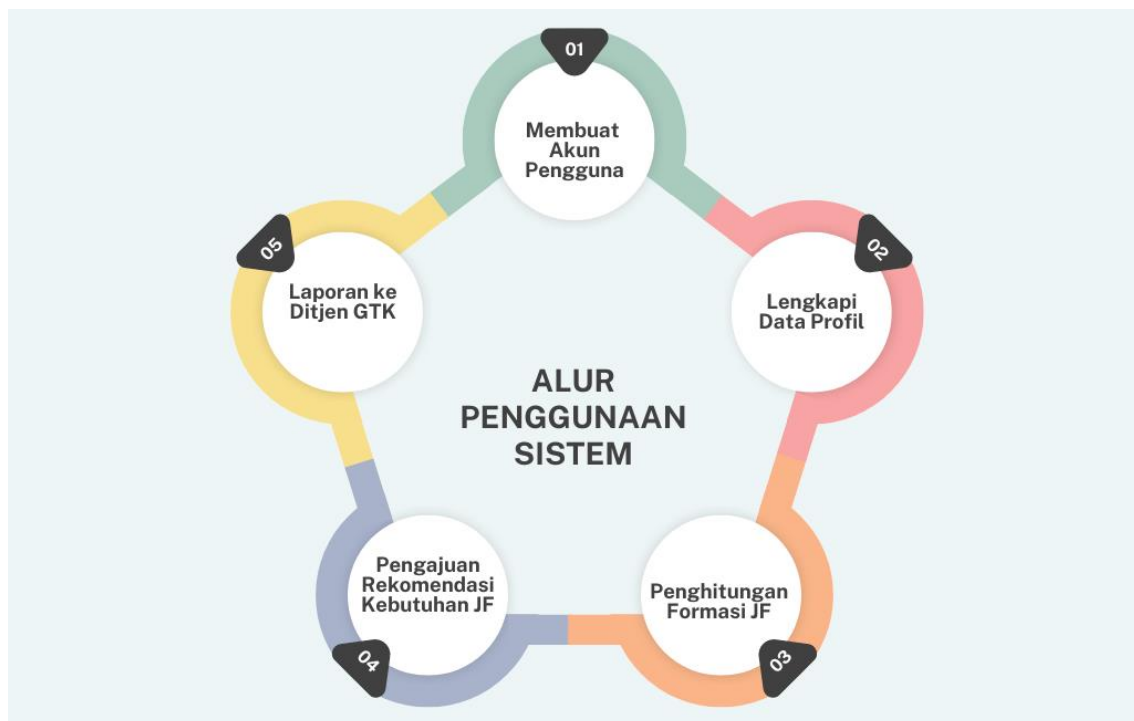 01
Membuat
Akun
Pengguna
02
Lengkapi
Data Profil
03
Penghitungan
Formasi JF
04
Pengajuan
Rekomendasi
Kebutuhan JF
05
Laporan ke
Ditjen GTK
ALUR
PENGGUNAAN
SISTEM